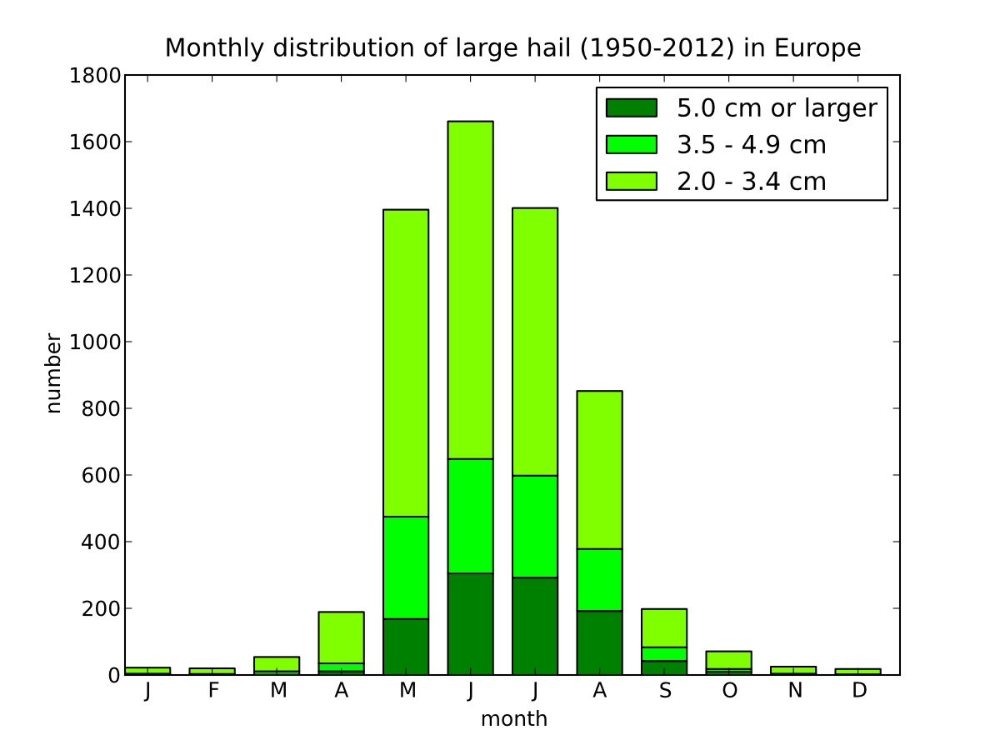 Monthly distribution of large hail (1950-2012) in Europe
1800
1600
1400
1200
1000
800
600
400
200
0
number
5.0 cm or larger
3.5 - 4.9 cm
2.0 - 3.4 cm
J F M A M J J A S O N D
month